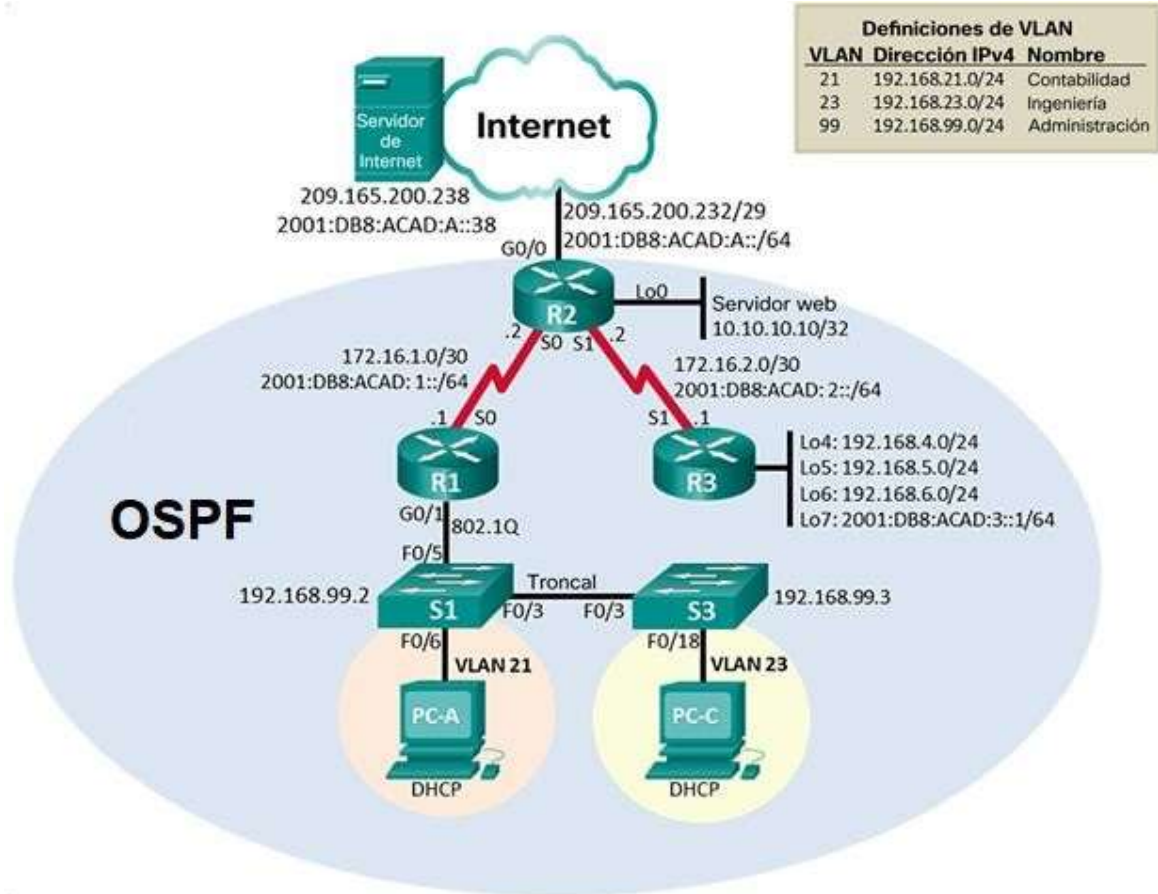 Definiciones de VLAN
VLAN Dirección IPv4 Nombre
21 192.168.21.0/24 Contabilidad
23 192.168.23.0/24 Ingeniería
99 192.168.99.0/24 Administración
Servidor
de
Internet
Internet
209.165.200.238
2001:DB8:ACAD:A::38
209.165.200.232/29
2001:DB8:ACAD:A::/64
G0/0
R2
Lo0
Servidor web
10.10.10.10/32
.2
S0
S1
.2
172.16.1.0/30
2001:DB8:ACAD: 1::/64
172.16.2.0/30
2001:DB8:ACAD: 2::/64
.1
S0
S1
.1
R1
R3
Lo4: 192.168.4.0/24
Lo5: 192.168.5.0/24
Lo6: 192.168.6.0/24
Lo7: 2001:DB8:ACAD:3::1/64
OSPF
G0/1
802.1Q
F0/5
192.168.99.2
S1
F0/3
Troncal
F0/3
S3
192.168.99.3
F0/6
VLAN 21
F0/18
VLAN 23
PC-A
PC-C
DHCP
DHCP